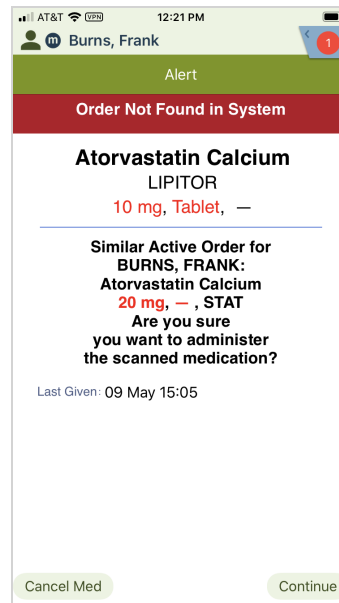 AT&T VPN 12:21 PM
m Burns, Frank 1
Alert
Order Not Found in System
Atorvastatin Calcium
LIPITOR
10 mg, Tablet, —
Similar Active Order for
BURNS, FRANK:
Atorvastatin Calcium
20 mg, — , STAT
Are you sure
you want to administer
the scanned medication?
Last Given: 09 May 15:05
Cancel Med Continue